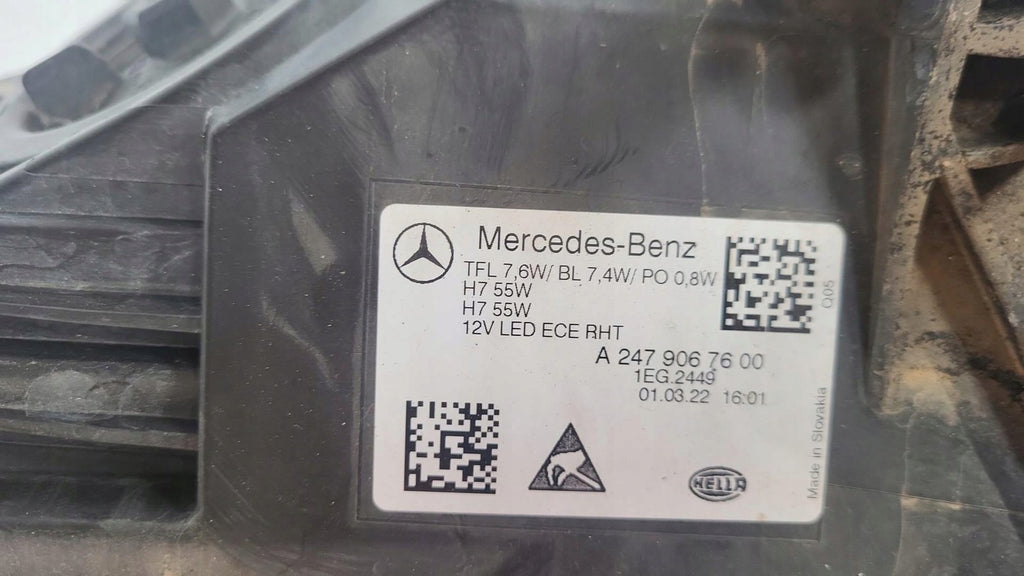 Mercedes-Benz
TFL 7,6W/ BL 7,4W/ PO 0,8W
H7 55W
H7 55W
12V LED ECE RHT
A 247 906 76 00
1EG.2449
01.03.22 16:01
Q05
Made in Slovakia
HELLA